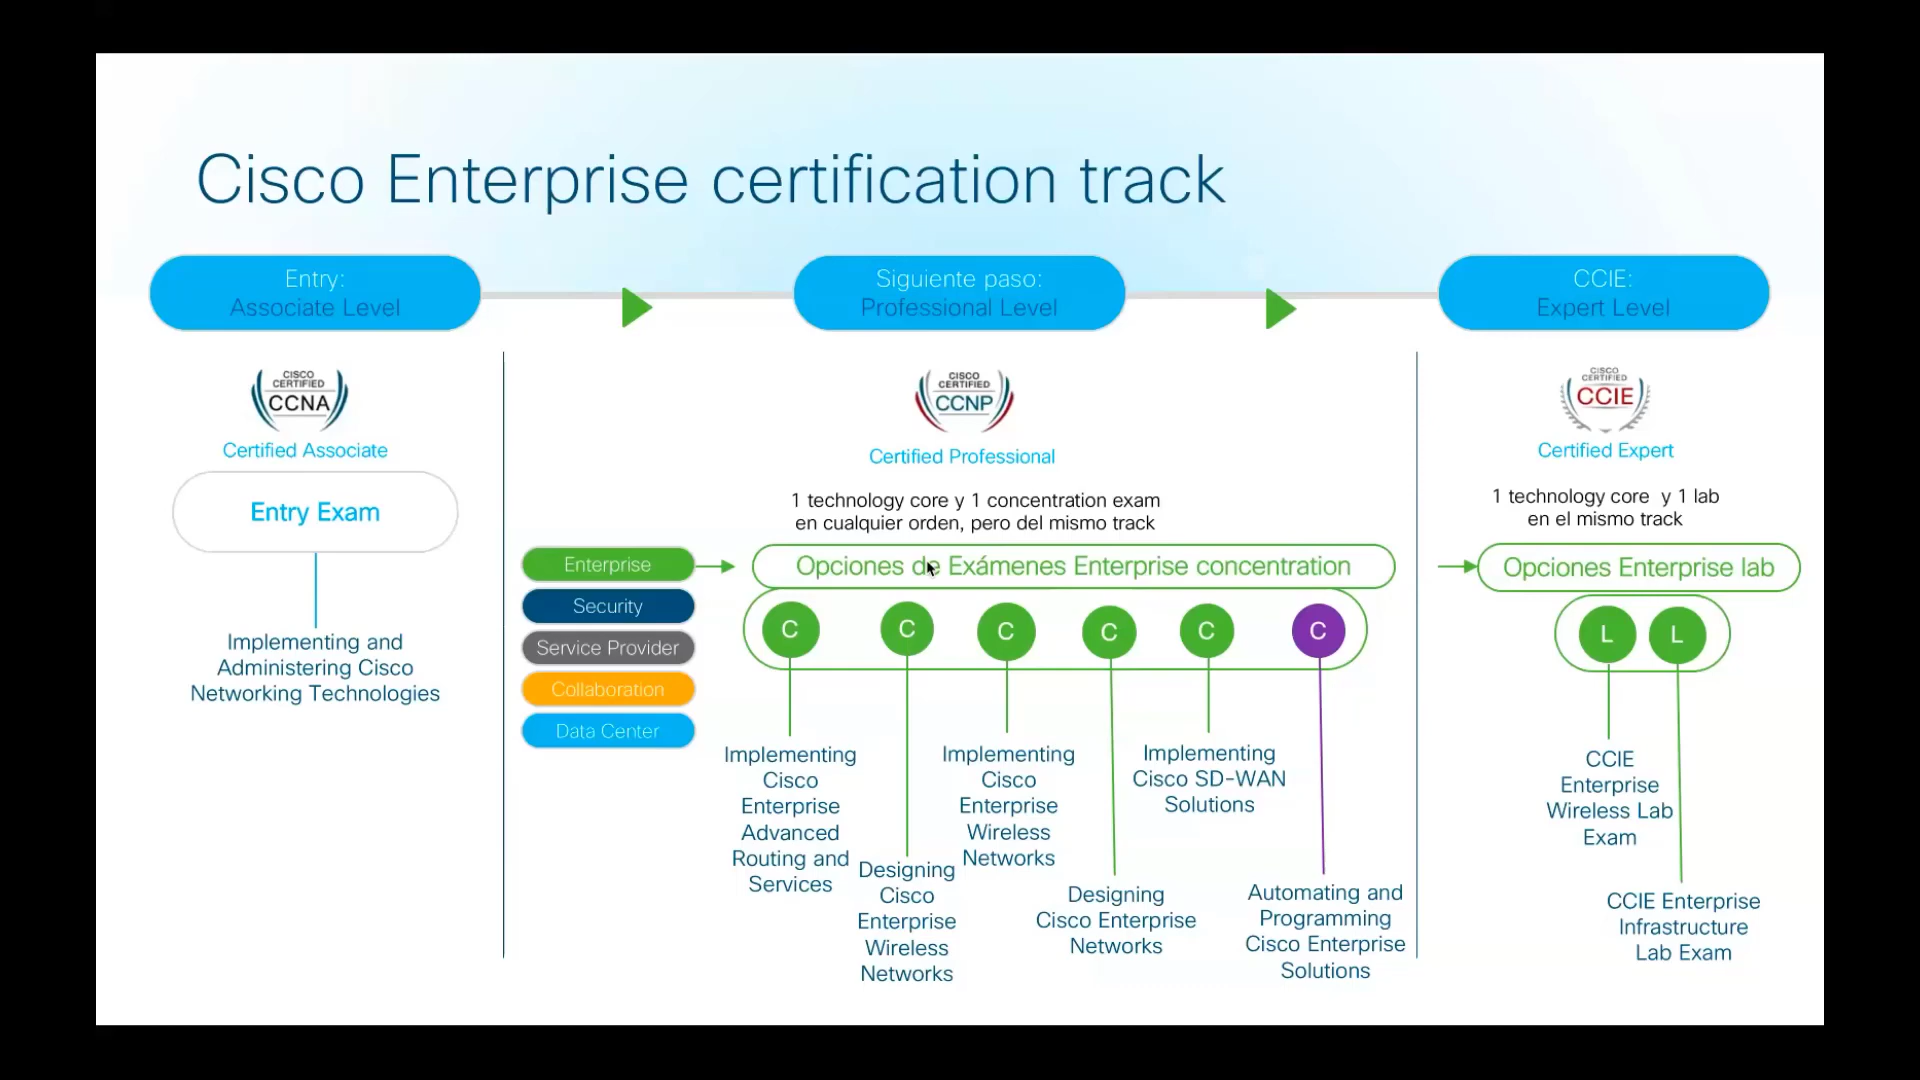 Cisco Enterprise certification track
Entry:
Associate Level
Siguiente paso:
Professional Level
CCIE:
Expert Level
CISCO
CERTIFIED
CCNA
Certified Associate
Entry Exam
Implementing and
Administering Cisco
Networking Technologies
CISCO
CERTIFIED
CCNP
Certified Professional
1 technology core y 1 concentration exam
en cualquier orden, pero del mismo track
Enterprise
Security
Service Provider
Collaboration
Data Center
Opciones de Exámenes Enterprise concentration
C
C
C
C
C
C
Implementing
Cisco
Enterprise
Advanced
Routing and
Services
Designing
Cisco
Enterprise
Wireless
Networks
Implementing
Cisco
Enterprise
Wireless
Networks
Designing
Cisco Enterprise
Networks
Implementing
Cisco SD-WAN
Solutions
Automating and
Programming
Cisco Enterprise
Solutions
CISCO
CERTIFIED
CCIE
Certified Expert
1 technology core y 1 lab
en el mismo track
Opciones Enterprise lab
L
L
CCIE
Enterprise
Wireless Lab
Exam
CCIE Enterprise
Infrastructure
Lab Exam